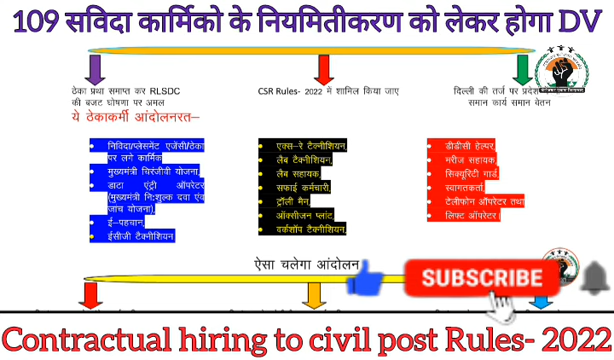 109 सविदा कार्मिको के नियमितीकरण को लेकर होगा DV
ठेका प्रथा समाप्त कर RLSDC
की बजट घोषणा पर अमल
CSR Rules- 2022 में शामिल किया जाए
दिल्ली की तर्ज पर प्रदेश
समान कार्य समान वेतन
ये ठेकाकर्मी आंदोलनरत–
निविदा/प्लेसमेंट एजेंसी/ठेका
पर लगे कार्मिक
मुख्यमंत्री चिरंजीवी योजना,
डाटा एंट्री ऑपरेटर
(मुख्यमंत्री नि:शुल्क दवा एंव
जांच योजना)
ई-पहचान
ईसीजी टैक्नीशियन
एक्स-रे टैक्नीशियन,
लैब टैक्नीशियन,
लैब सहायक,
सफाई कर्मचारी,
ट्रॉली मैन,
ऑक्सीजन प्लांट,
वर्कशॉप टैक्नीशियन,
डीडीसी हेल्पर,
मरीज सहायक,
सिक्यूरिटी गार्ड,
स्वागतकर्ता,
टेलीफोन ऑपरेटर तथा
लिफ्ट ऑपरेटर।
ऐसा चलेगा आंदोलन
SUBSCRIBE
Contractual hiring to civil post Rules- 2022